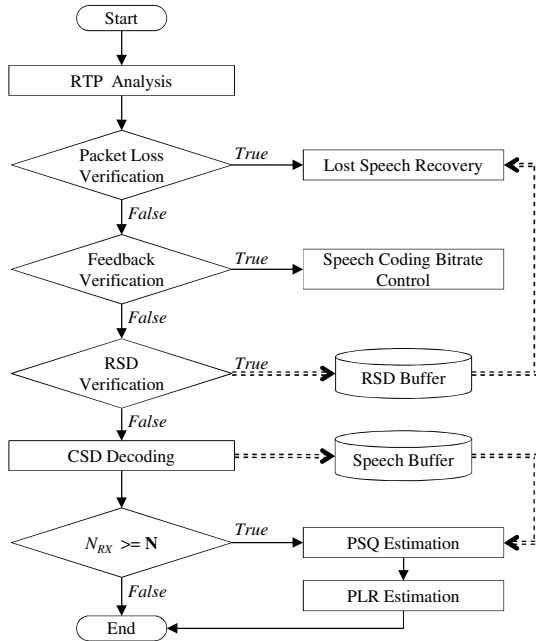 Start
RTP Analysis
Packet Loss
Verification
True
Lost Speech Recovery
False
Feedback
Verification
True
Speech Coding Bitrate
Control
False
RSD
Verification
True
RSD Buffer
False
CSD Decoding
Speech Buffer
N_RX >= N
True
PSQ Estimation
False
PLR Estimation
End